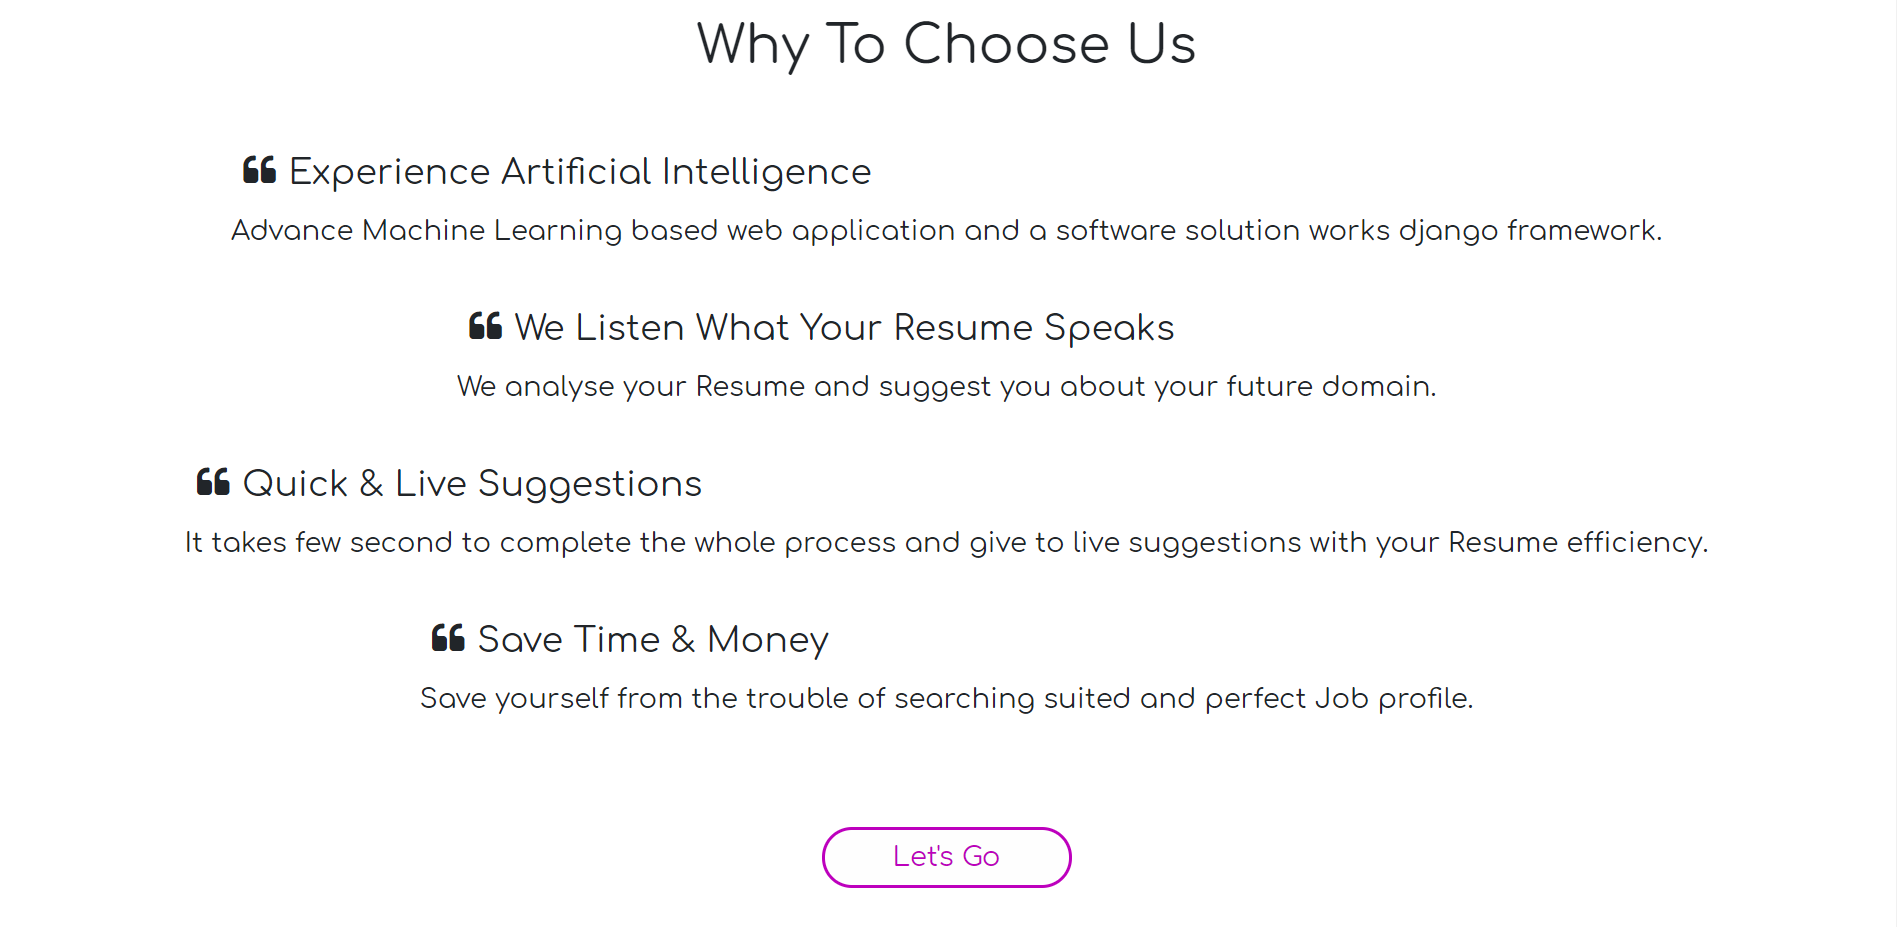 Why To Choose Us
Experience Artificial Intelligence
Advance Machine Learning based web application and a software solution works django framework.
We Listen What Your Resume Speaks
We analyse your Resume and suggest you about your future domain.
Quick & Live Suggestions
It takes few second to complete the whole process and give to live suggestions with your Resume efficiency.
Save Time & Money
Save yourself from the trouble of searching suited and perfect Job profile.
Let's Go